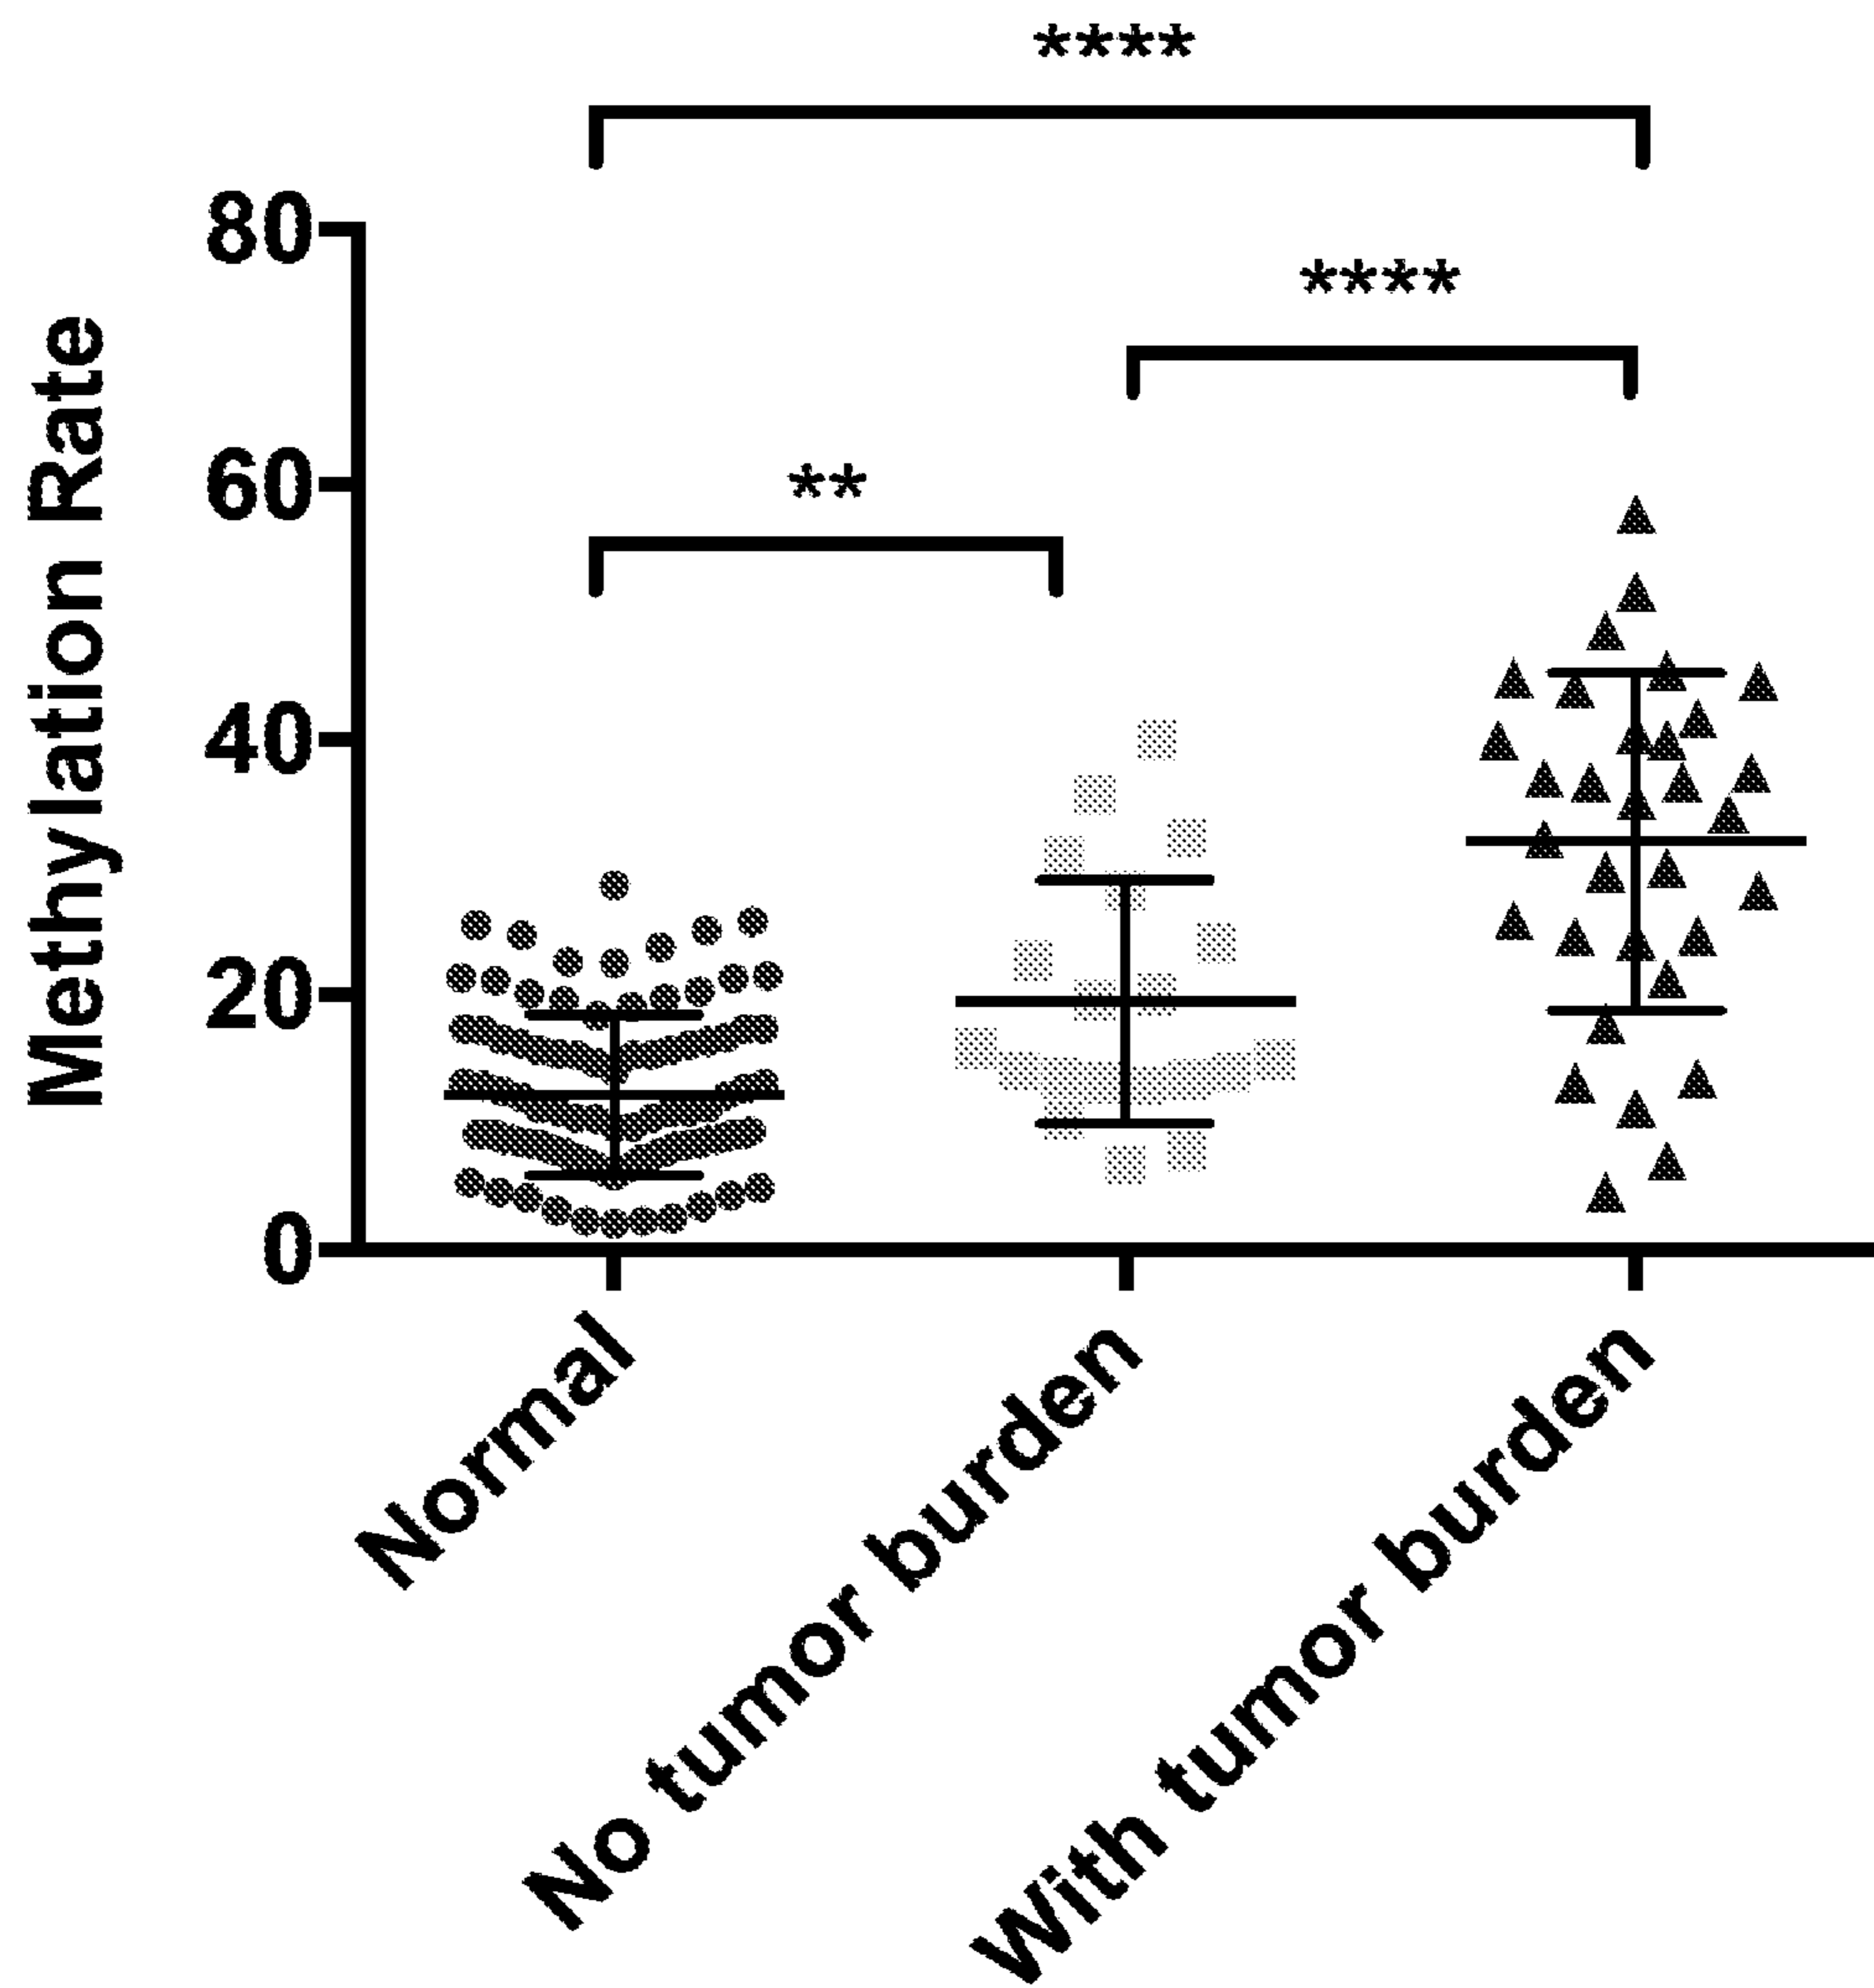 ****
****
**
Methylation Rate
80
60
40
20
0
Normal
No tumor burden
With tumor burden